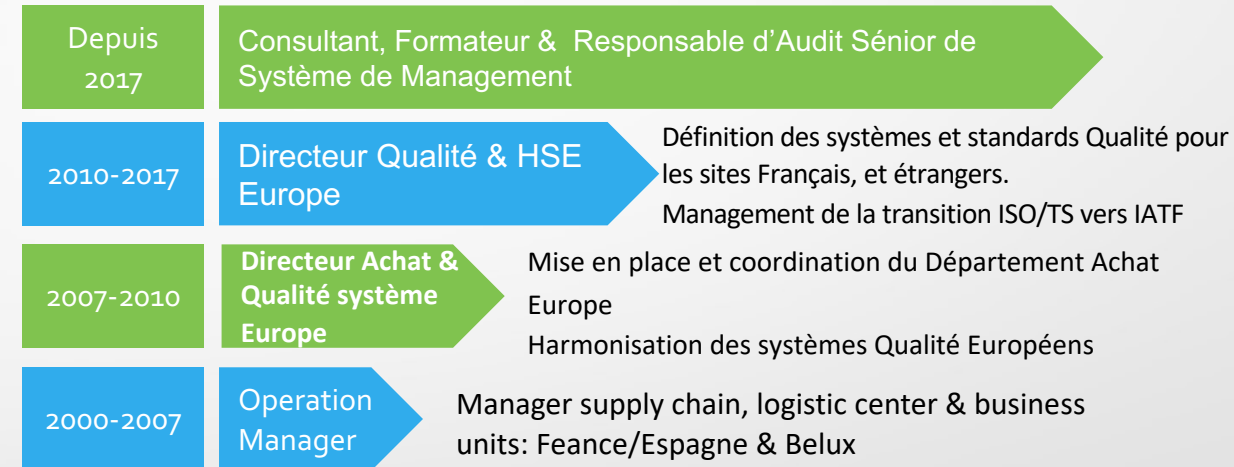 Depuis
2017
Consultant, Formateur & Responsable d'Audit Sénior de
Système de Management
2010-2017
Directeur Qualité & HSE
Europe
Définition des systèmes et standards Qualité pour
les sites Français, et étrangers.
Management de la transition ISO/TS vers IATF
2007-2010
Directeur Achat &
Qualité système
Europe
Mise en place et coordination du Département Achat
Europe
Harmonisation des systèmes Qualité Européens
2000-2007
Operation
Manager
Manager supply chain, logistic center & business
units: Feance/Espagne & Belux